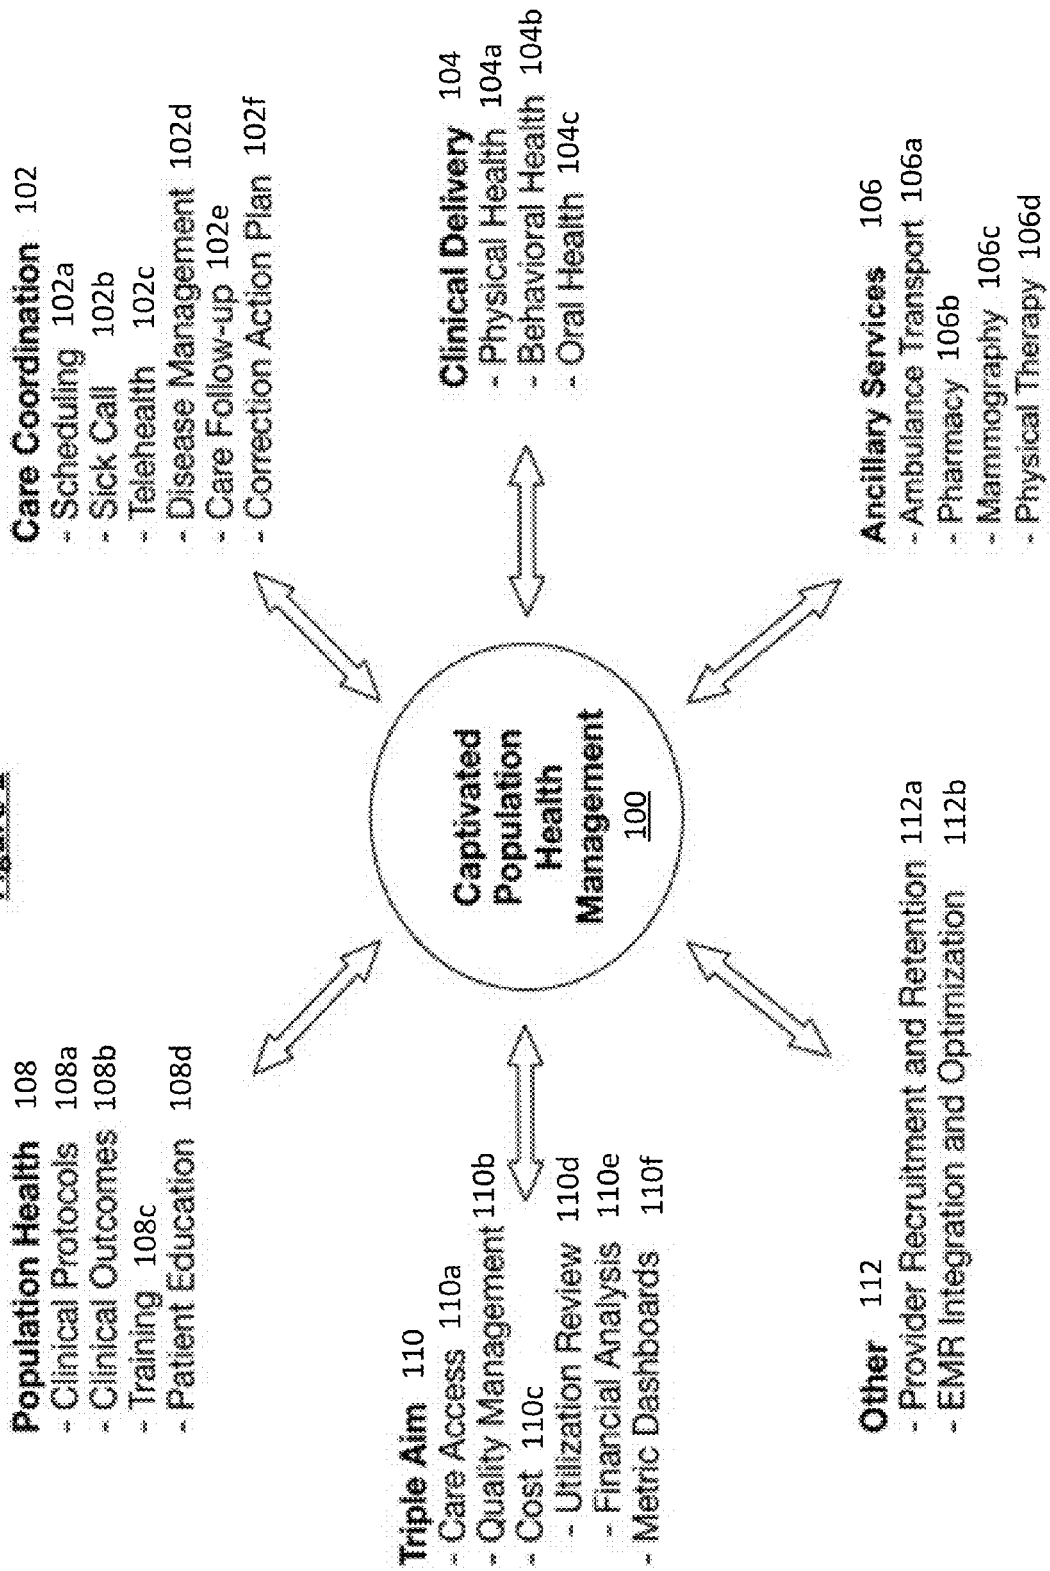 Figure
Population Health 108
- Clinical Protocols 108a
- Clinical Outcomes 108b
- Training 108c
- Patient Education 108d
Care Coordination 102
- Scheduling 102a
- Sick Call 102b
- Telehealth 102c
- Disease Management 102d
- Care Follow-up 102e
- Correction Action Plan 102f
Triple Aim 110
- Care Access 110a
- Quality Management 110b
- Cost 110c
- Utilization Review 110d
- Financial Analysis 110e
- Metric Dashboards 110f
Captivated
Population
Health
Management
100
Clinical Delivery 104
- Physical Health 104a
- Behavioral Health 104b
- Oral Health 104c
Other 112
- Provider Recruitment and Retention 112a
- EMR Integration and Optimization 112b
Ancillary Services 106
- Ambulance Transport 106a
- Pharmacy 106b
- Mammography 106c
- Physical Therapy 106d